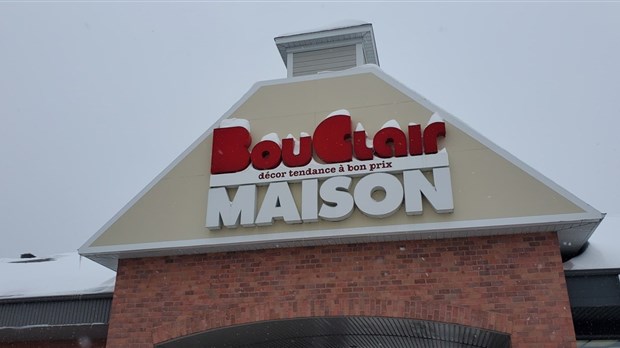 BouClair
décor tendance à bon prix
MAISON